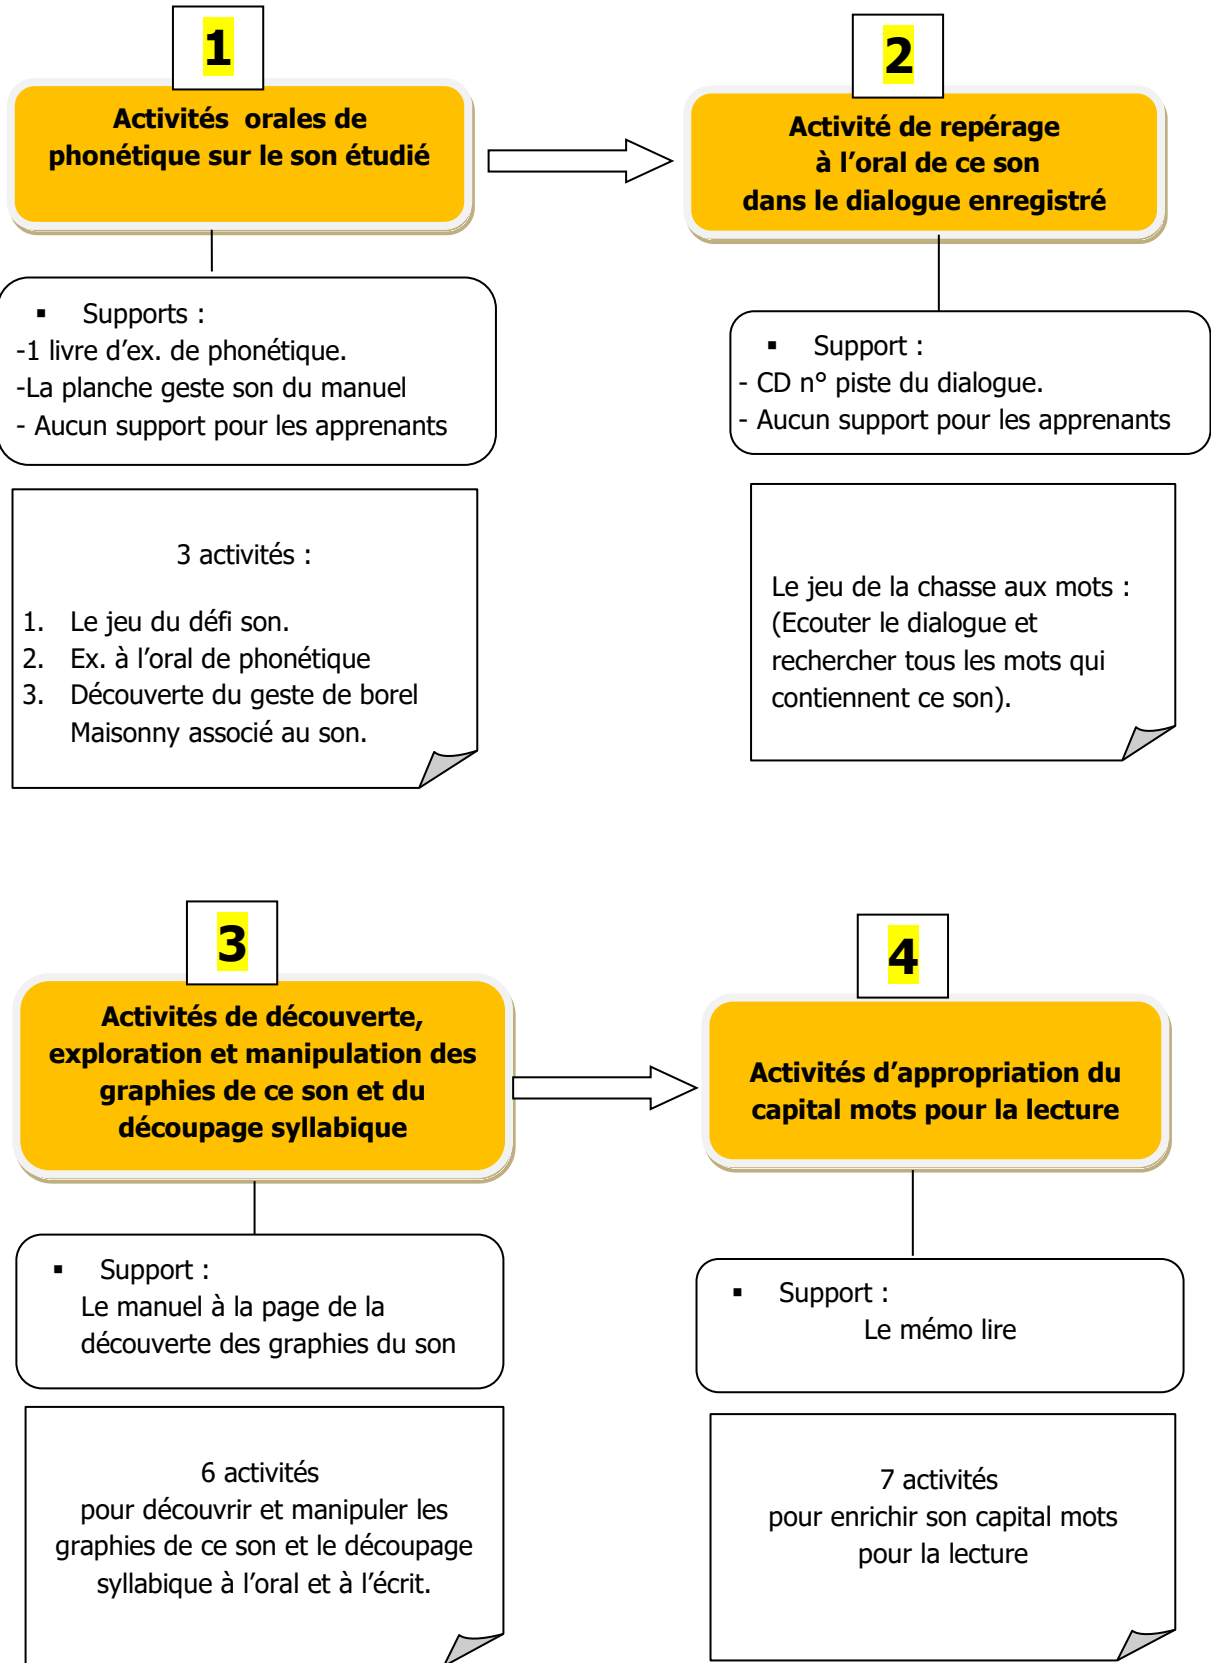 1
Activités orales de
phonétique sur le son étudié
▪ Supports :
-1 livre d’ex. de phonétique.
-La planche geste son du manuel
- Aucun support pour les apprenants
3 activités :
1. Le jeu du défi son.
2. Ex. à l’oral de phonétique
3. Découverte du geste de borel
Maisonny associé au son.
2
Activité de repérage
à l’oral de ce son
dans le dialogue enregistré
▪ Support :
- CD n° piste du dialogue.
- Aucun support pour les apprenants
Le jeu de la chasse aux mots :
(Ecouter le dialogue et
rechercher tous les mots qui
contiennent ce son).
3
Activités de découverte,
exploration et manipulation des
graphies de ce son et du
découpage syllabique
▪ Support :
Le manuel à la page de la
découverte des graphies du son
6 activités
pour découvrir et manipuler les
graphies de ce son et le découpage
syllabique à l’oral et à l’écrit.
4
Activités d’appropriation du
capital mots pour la lecture
▪ Support :
Le mémo lire
7 activités
pour enrichir son capital mots
pour la lecture